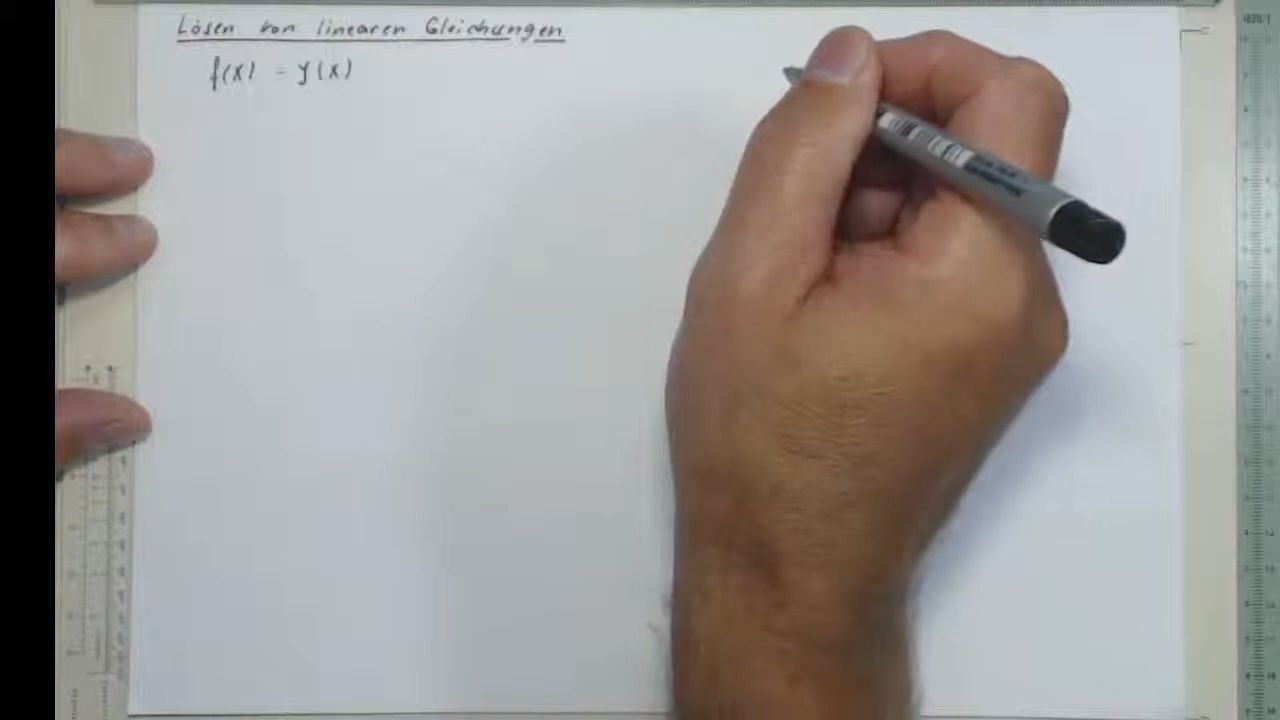 Lösen von linearen Gleichungen
f(x) = y(x)